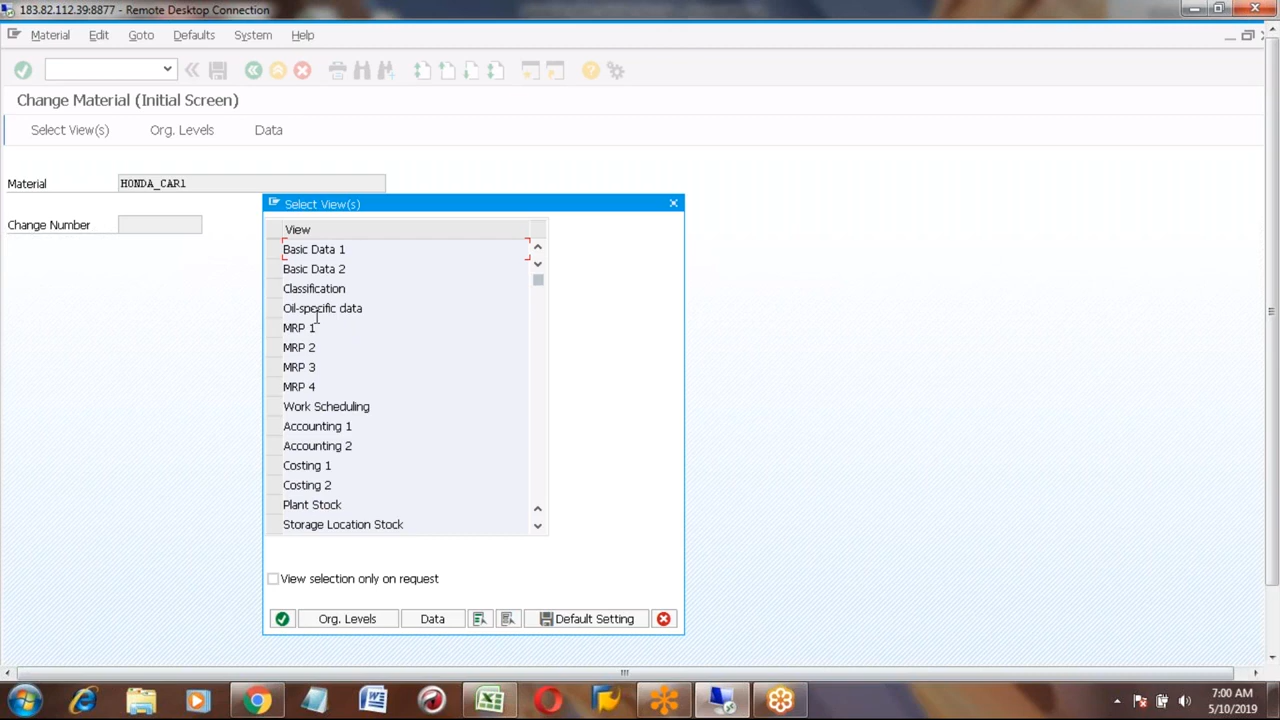 183.82.112.39:8877 - Remote Desktop Connection
Material Edit Goto Defaults System Help
Change Material (Initial Screen)
Select View(s) Org. Levels Data
Material HONDA_CAR1
Change Number
Select View(s)
View
Basic Data 1
Basic Data 2
Classification
Oil-specific data
MRP 1
MRP 2
MRP 3
MRP 4
Work Scheduling
Accounting 1
Accounting 2
Costing 1
Costing 2
Plant Stock
Storage Location Stock
View selection only on request
Org. Levels Data Default Setting
7:00 AM
5/10/2019